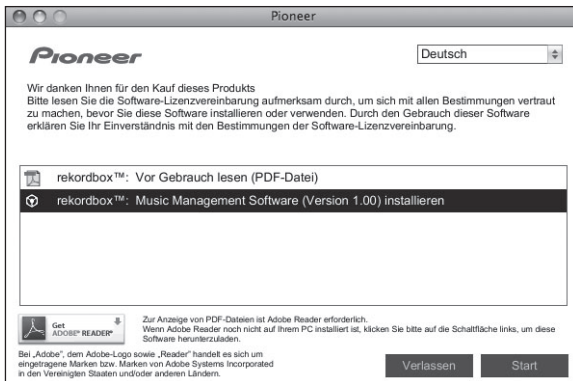 Pioneer
Pioneer
Deutsch
Wir danken Ihnen für den Kauf dieses Produkts
Bitte lesen Sie die Software-Lizenzvereinbarung aufmerksam durch, um sich mit allen Bestimmungen vertraut
zu machen, bevor Sie diese Software installieren oder verwenden. Durch den Gebrauch dieser Software
erklären Sie Ihr Einverständnis mit den Bestimmungen der Software-Lizenzvereinbarung.
rekordbox™: Vor Gebrauch lesen (PDF-Datei)
rekordbox™: Music Management Software (Version 1.00) installieren
Get
ADOBE® READER®
Zur Anzeige von PDF-Dateien ist Adobe Reader erforderlich.
Wenn Adobe Reader noch nicht auf Ihrem PC installiert ist, klicken Sie bitte auf die Schaltfläche links, um diese
Software herunterzuladen.
Bei „Adobe", dem Adobe-Logo sowie „Reader" handelt es sich um
eingetragene Marken bzw. Marken von Adobe Systems Incorporated
in den Vereinigten Staaten und/oder anderen Ländern.
Verlassen
Start